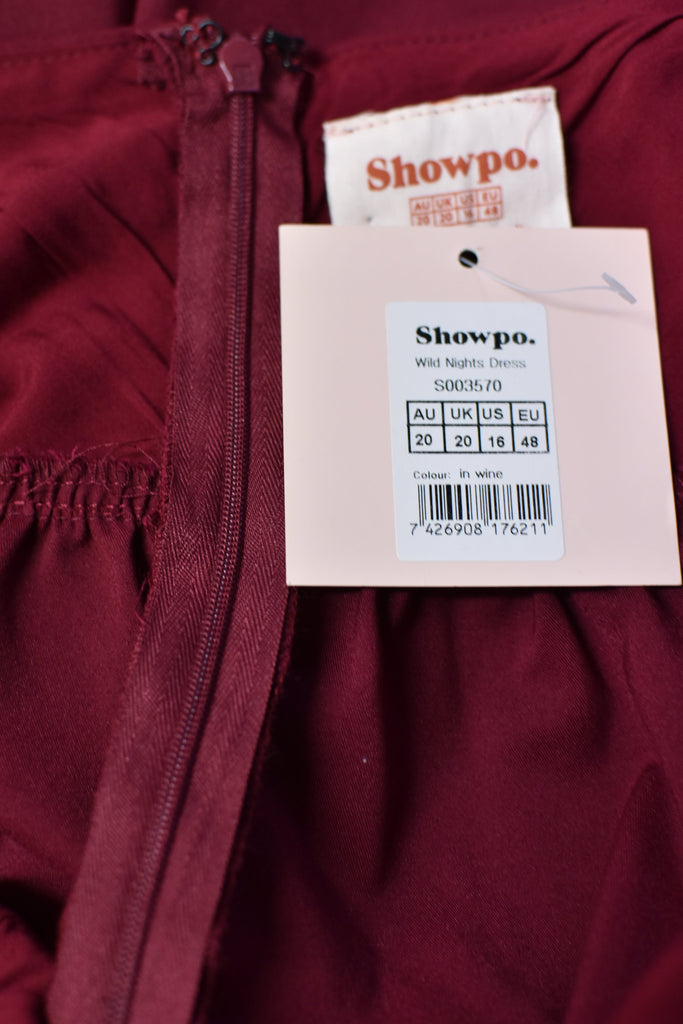 Showpo.
AU UK US EU
20 20 16 48
Showpo.
Wild Nights Dress
S003570
AU UK US EU
20 20 16 48
Colour: in wine
7 426908 176211